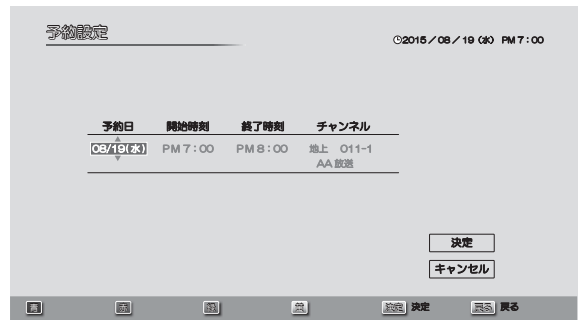 予約設定
2015/08/19(水) PM 7:00
予約日 開始時刻 終了時刻 チャンネル
08/19(水) PM 7:00 PM 8:00 地上 011-1
AA放送
決定
キャンセル
青 赤 緑 黄 決定 決定 戻る 戻る